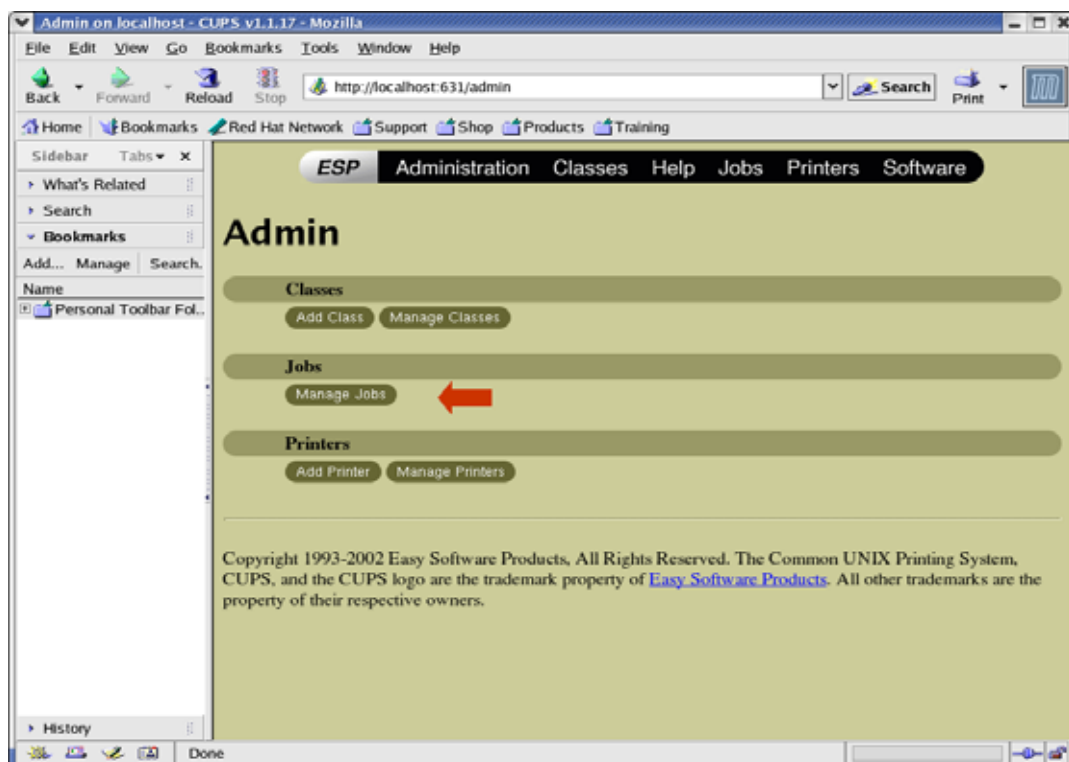 Admin on localhost - CUPS v1.1.17 - Mozilla
File Edit View Go Bookmarks Tools Window Help
Back Forward Reload Stop http://localhost:631/admin Search Print
Home Bookmarks Red Hat Network Support Shop Products Training
Sidebar Tabs
What's Related
Search
Bookmarks
Add... Manage Search.
Name
Personal Toolbar Fol..
History
ESP Administration Classes Help Jobs Printers Software
Admin
Classes
Add Class Manage Classes
Jobs
Manage Jobs
Printers
Add Printer Manage Printers
Copyright 1993-2002 Easy Software Products, All Rights Reserved. The Common UNIX Printing System,
CUPS, and the CUPS logo are the trademark property of Easy Software Products. All other trademarks are the
property of their respective owners.
Done